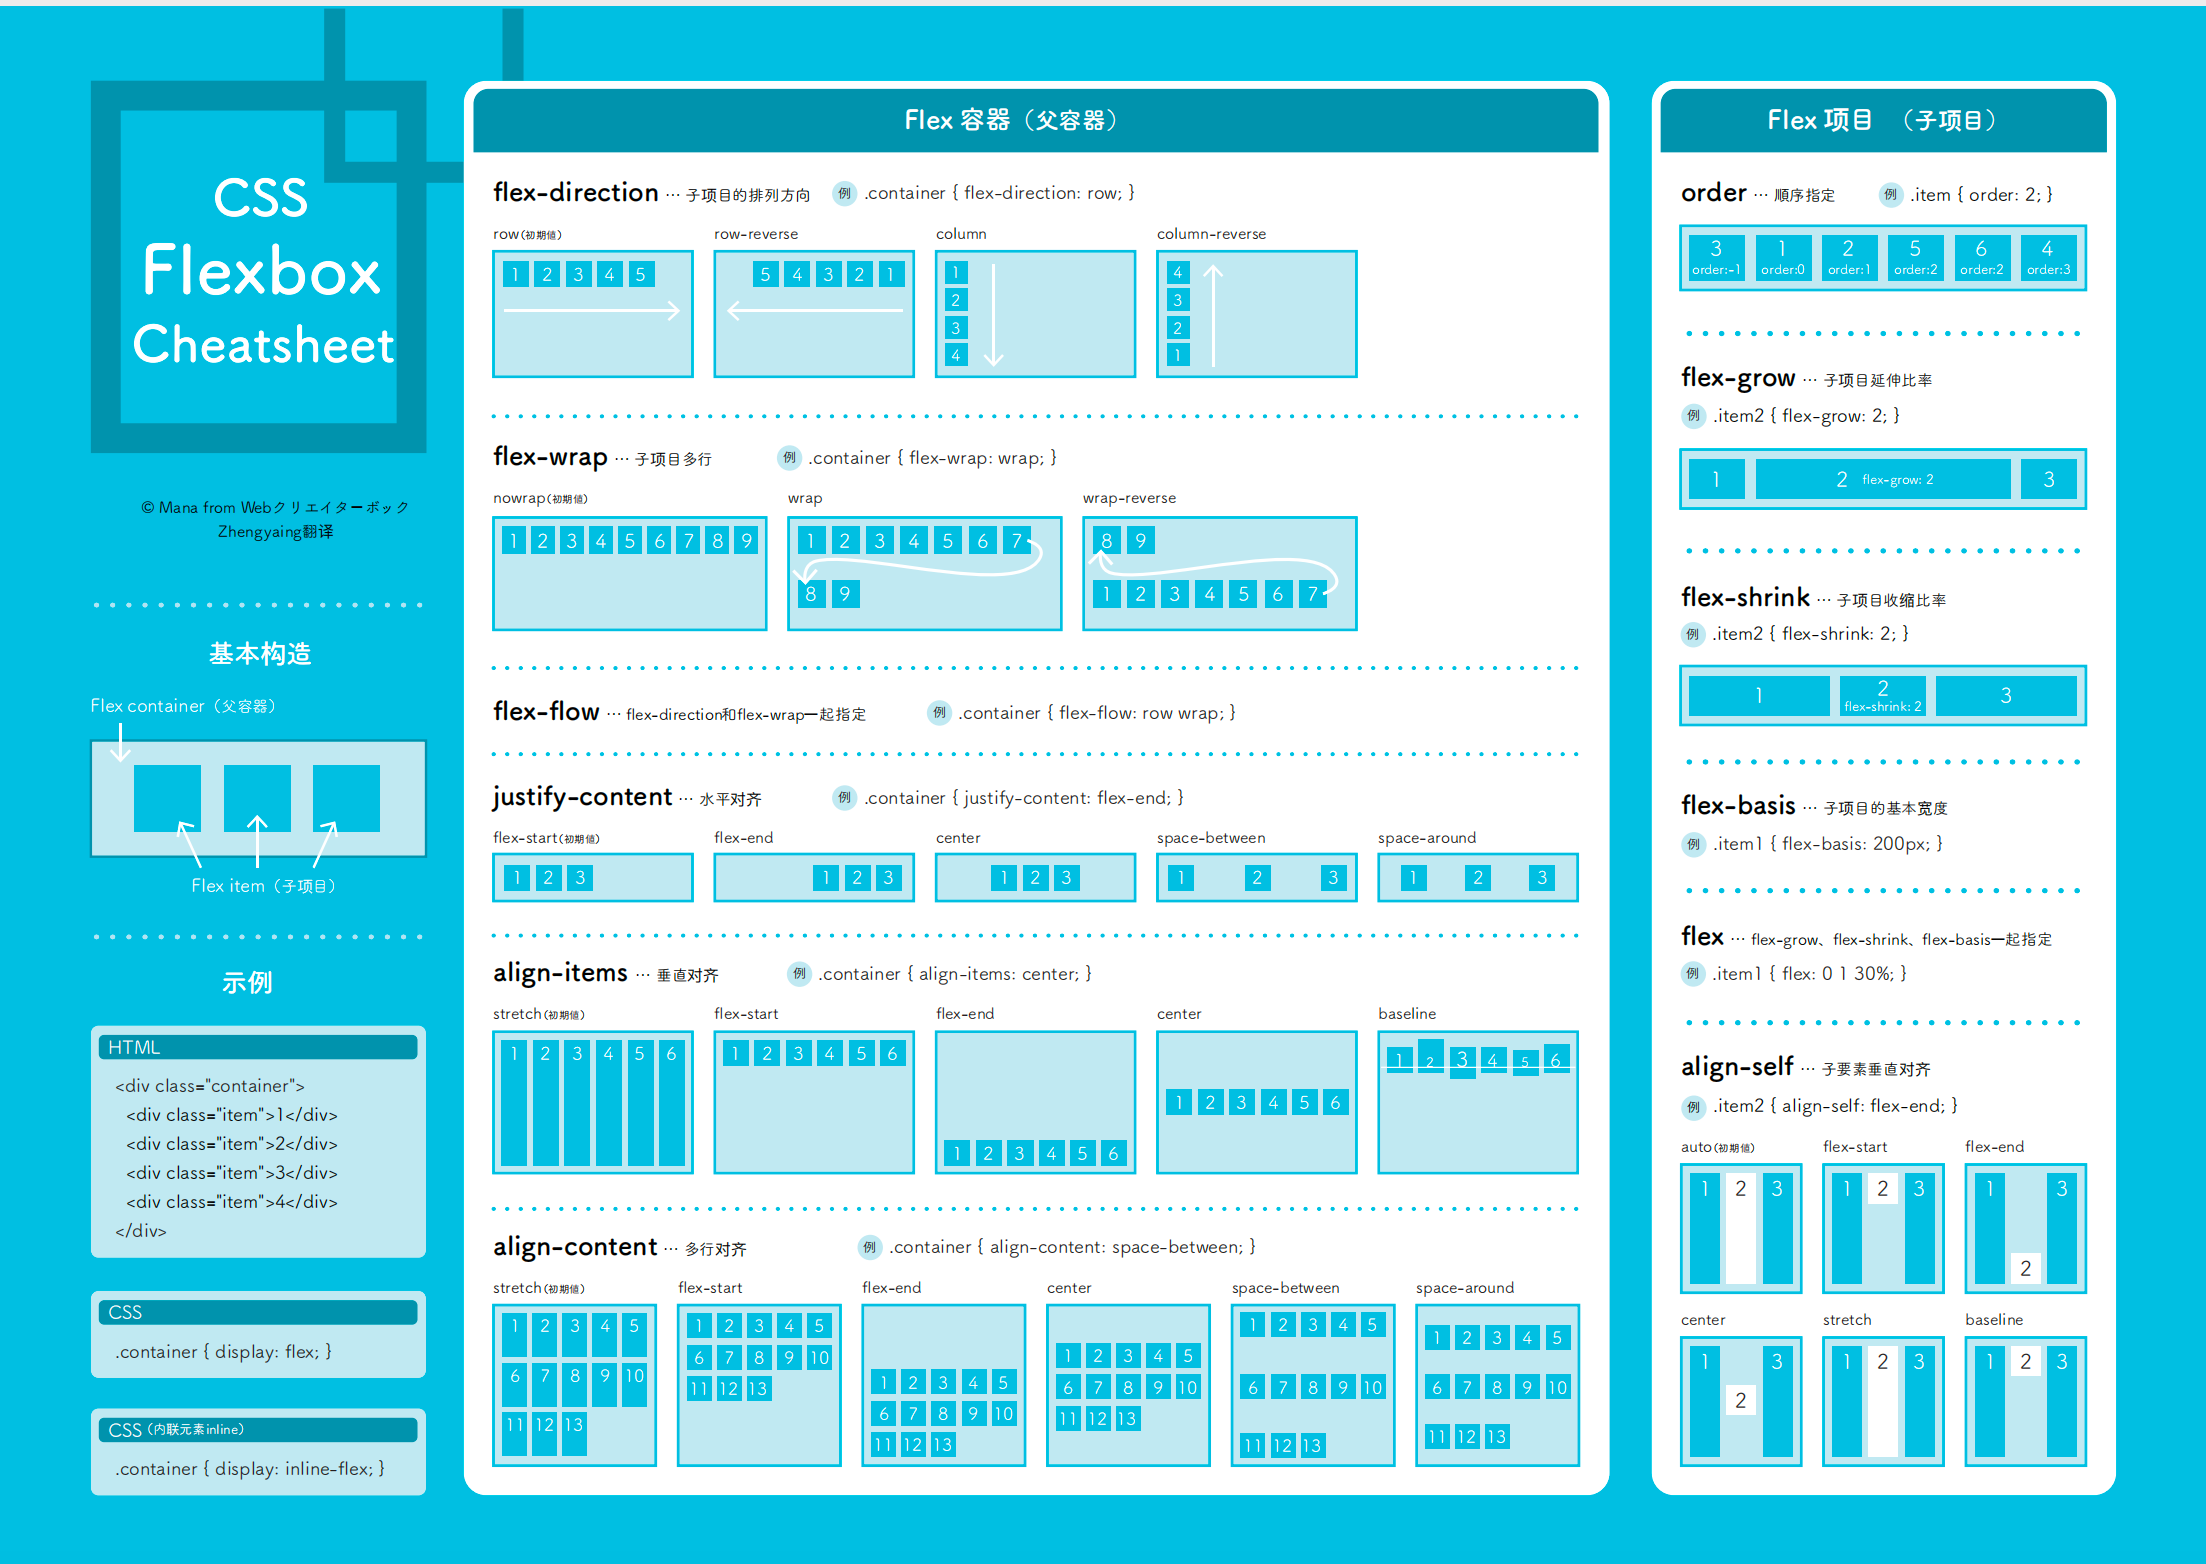 CSS
Flexbox
Cheatsheet
© Mana from Webクリエイターボック
Zhengyaing翻译
基本构造
Flex container（父容器）
Flex item（子项目）
示例
HTML
<div class="container">
<div class="item">1</div>
<div class="item">2</div>
<div class="item">3</div>
<div class="item">4</div>
</div>
CSS
.container { display: flex; }
CSS（内联元素inline）
.container { display: inline-flex; }
Flex 容器（父容器）
flex-direction … 子项目的排列方向 例 .container { flex-direction: row; }
row(初期値) row-reverse column column-reverse
1 2 3 4 5
5 4 3 2 1
1
2
3
4
4
3
2
1
flex-wrap … 子项目多行 例 .container { flex-wrap: wrap; }
nowrap(初期値) wrap wrap-reverse
1 2 3 4 5 6 7 8 9
1 2 3 4 5 6 7
8 9
8 9
1 2 3 4 5 6 7
flex-flow … flex-direction和flex-wrap一起指定 例 .container { flex-flow: row wrap; }
justify-content … 水平对齐 例 .container { justify-content: flex-end; }
flex-start(初期値) flex-end center space-between space-around
1 2 3
1 2 3
1 2 3
1 2 3
1 2 3
align-items … 垂直对齐 例 .container { align-items: center; }
stretch(初期値) flex-start flex-end center baseline
1 2 3 4 5 6
1 2 3 4 5 6
1 2 3 4 5 6
1 2 3 4 5 6
1 2 3 4 5 6
align-content … 多行对齐 例 .container { align-content: space-between; }
stretch(初期値) flex-start flex-end center space-between space-around
1 2 3 4 5
6 7 8 9 10
11 12 13
1 2 3 4 5
6 7 8 9 10
11 12 13
1 2 3 4 5
6 7 8 9 10
11 12 13
1 2 3 4 5
6 7 8 9 10
11 12 13
1 2 3 4 5
6 7 8 9 10
11 12 13
1 2 3 4 5
6 7 8 9 10
11 12 13
Flex 项目 （子项目）
order … 順序指定 例 .item { order: 2; }
3 1 2 5 6 4
order:-1 order:0 order:1 order:2 order:2 order:3
flex-grow … 子项目延伸比率
例 .item2 { flex-grow: 2; }
1 2 flex-grow: 2 3
flex-shrink … 子项目收缩比率
例 .item2 { flex-shrink: 2; }
1 2 3
flex-shrink: 2
flex-basis … 子项目的基本宽度
例 .item1 { flex-basis: 200px; }
flex … flex-grow、flex-shrink、flex-basis一起指定
例 .item1 { flex: 0 1 30%; }
align-self … 子要素垂直对齐
例 .item2 { align-self: flex-end; }
auto(初期値) flex-start flex-end
1 2 3
1 2 3
1 3
2
center stretch baseline
1 3
2
1 2 3
1 2 3